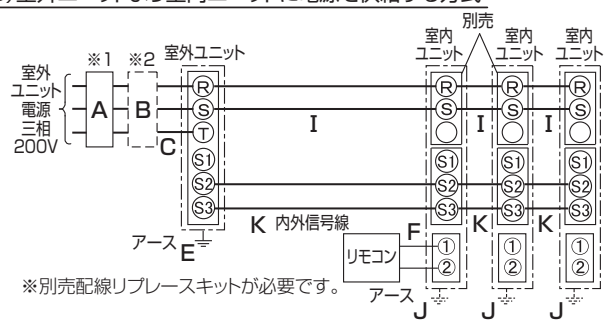 室外ユニットより室内ユニットに電源を供給する方式
別売
※1 ※2 室外ユニット 室内ユニット 室内ユニット 室内ユニット
室外
ユニット
電源
三相
200V
A B C
R R R R
S S S S
T
I I I
S1 S1 S1 S1
S2 S2 S2 S2
S3 S3 S3 S3
K 内外信号線 F K K
アース E
リモコン
① ① ①
② ② ②
※別売配線リプレースキットが必要です。
アース J J J